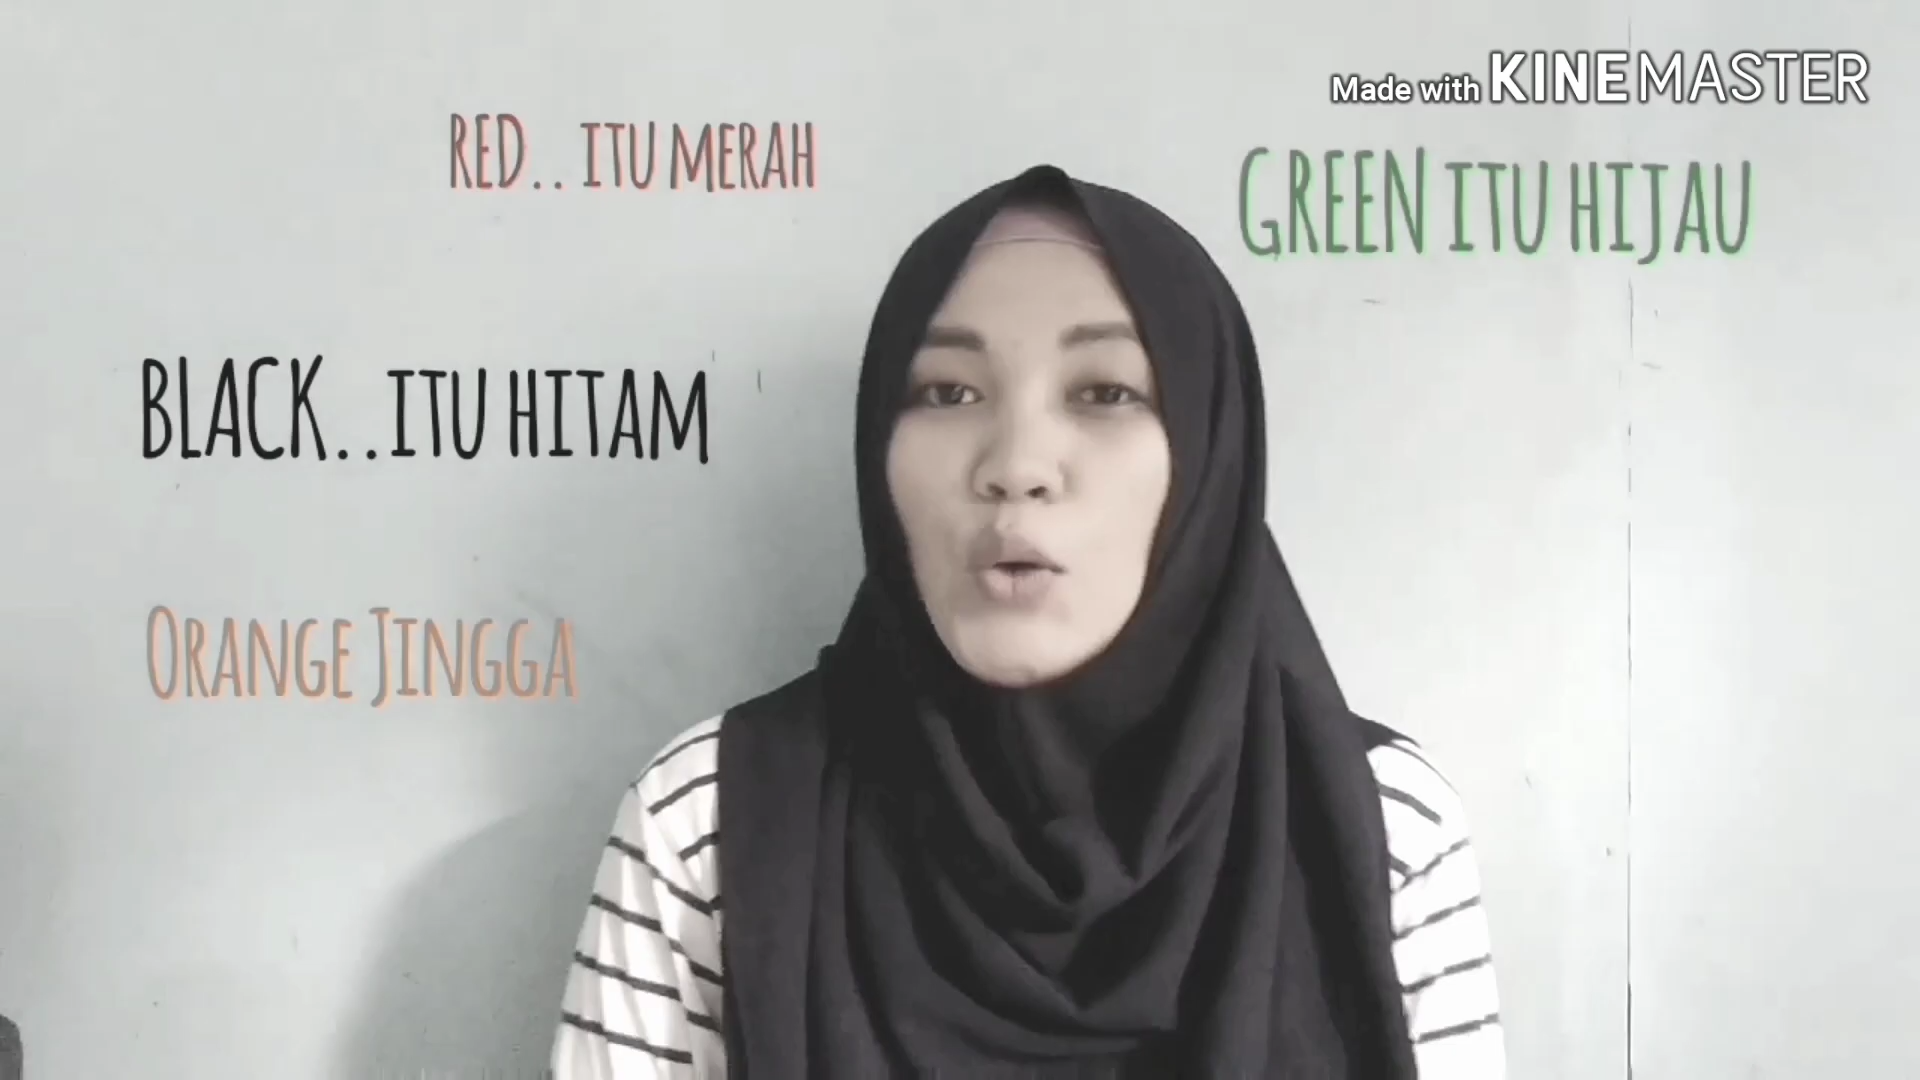 Made with KINEMASTER
RED.. ITU MERAH
GREEN ITU HIJAU
BLACK..ITU HITAM
ORANGE JINGGA